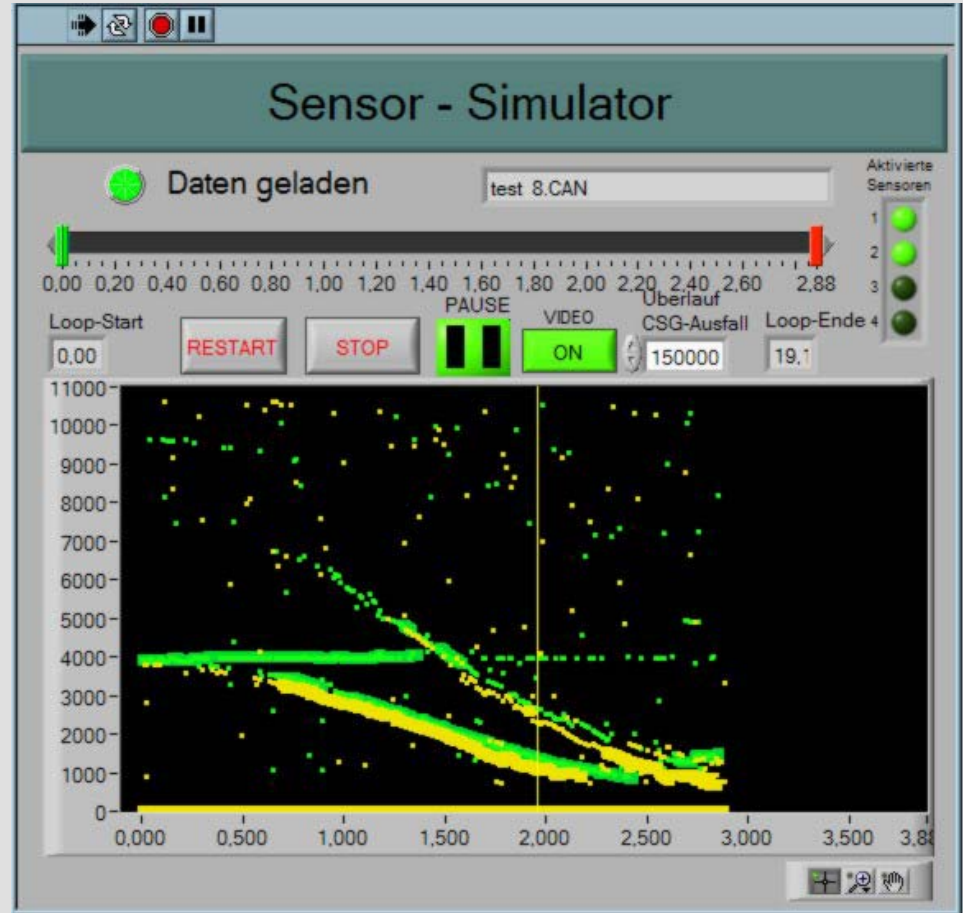 Sensor - Simulator
Daten geladen
test 8.CAN
Aktivierte
Sensoren
1
2
3
4
0,00 0,20 0,40 0,60 0,80 1,00 1,20 1,40 1,60 1,80 2,00 2,20 2,40 2,60 2,88
Loop-Start
0,00
RESTART
STOP
PAUSE
VIDEO
ON
Überlauf
CSG-Ausfall
150000
Loop-Ende
19,1
11000
10000
9000
8000
7000
6000
5000
4000
3000
2000
1000
0
0,000 0,500 1,000 1,500 2,000 2,500 3,000 3,500 3,88